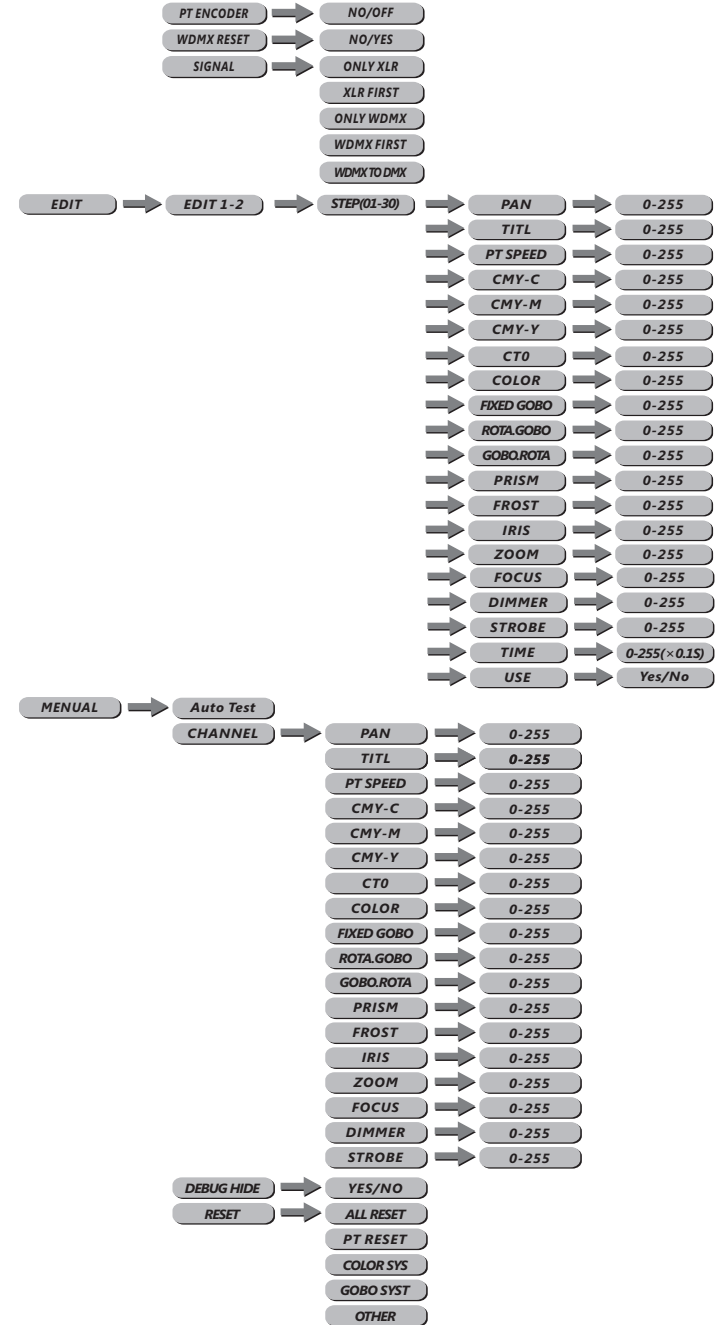 PT ENCODER NO/OFF
WDMX RESET NO/YES
SIGNAL ONLY XLR
XLR FIRST
ONLY WDMX
WDMX FIRST
WDMX TO DMX
EDIT EDIT 1-2 STEP(01-30) PAN 0-255
TITL 0-255
PT SPEED 0-255
CMY-C 0-255
CMY-M 0-255
CMY-Y 0-255
CT0 0-255
COLOR 0-255
FIXED GOBO 0-255
ROTA.GOBO 0-255
GOBO.ROTA 0-255
PRISM 0-255
FROST 0-255
IRIS 0-255
ZOOM 0-255
FOCUS 0-255
DIMMER 0-255
STROBE 0-255
TIME 0-255(×0.1S)
USE Yes/No
MENUAL Auto Test
CHANNEL PAN 0-255
TITL 0-255
PT SPEED 0-255
CMY-C 0-255
CMY-M 0-255
CMY-Y 0-255
CT0 0-255
COLOR 0-255
FIXED GOBO 0-255
ROTA.GOBO 0-255
GOBO.ROTA 0-255
PRISM 0-255
FROST 0-255
IRIS 0-255
ZOOM 0-255
FOCUS 0-255
DIMMER 0-255
STROBE 0-255
DEBUG HIDE YES/NO
RESET ALL RESET
PT RESET
COLOR SYS
GOBO SYST
OTHER